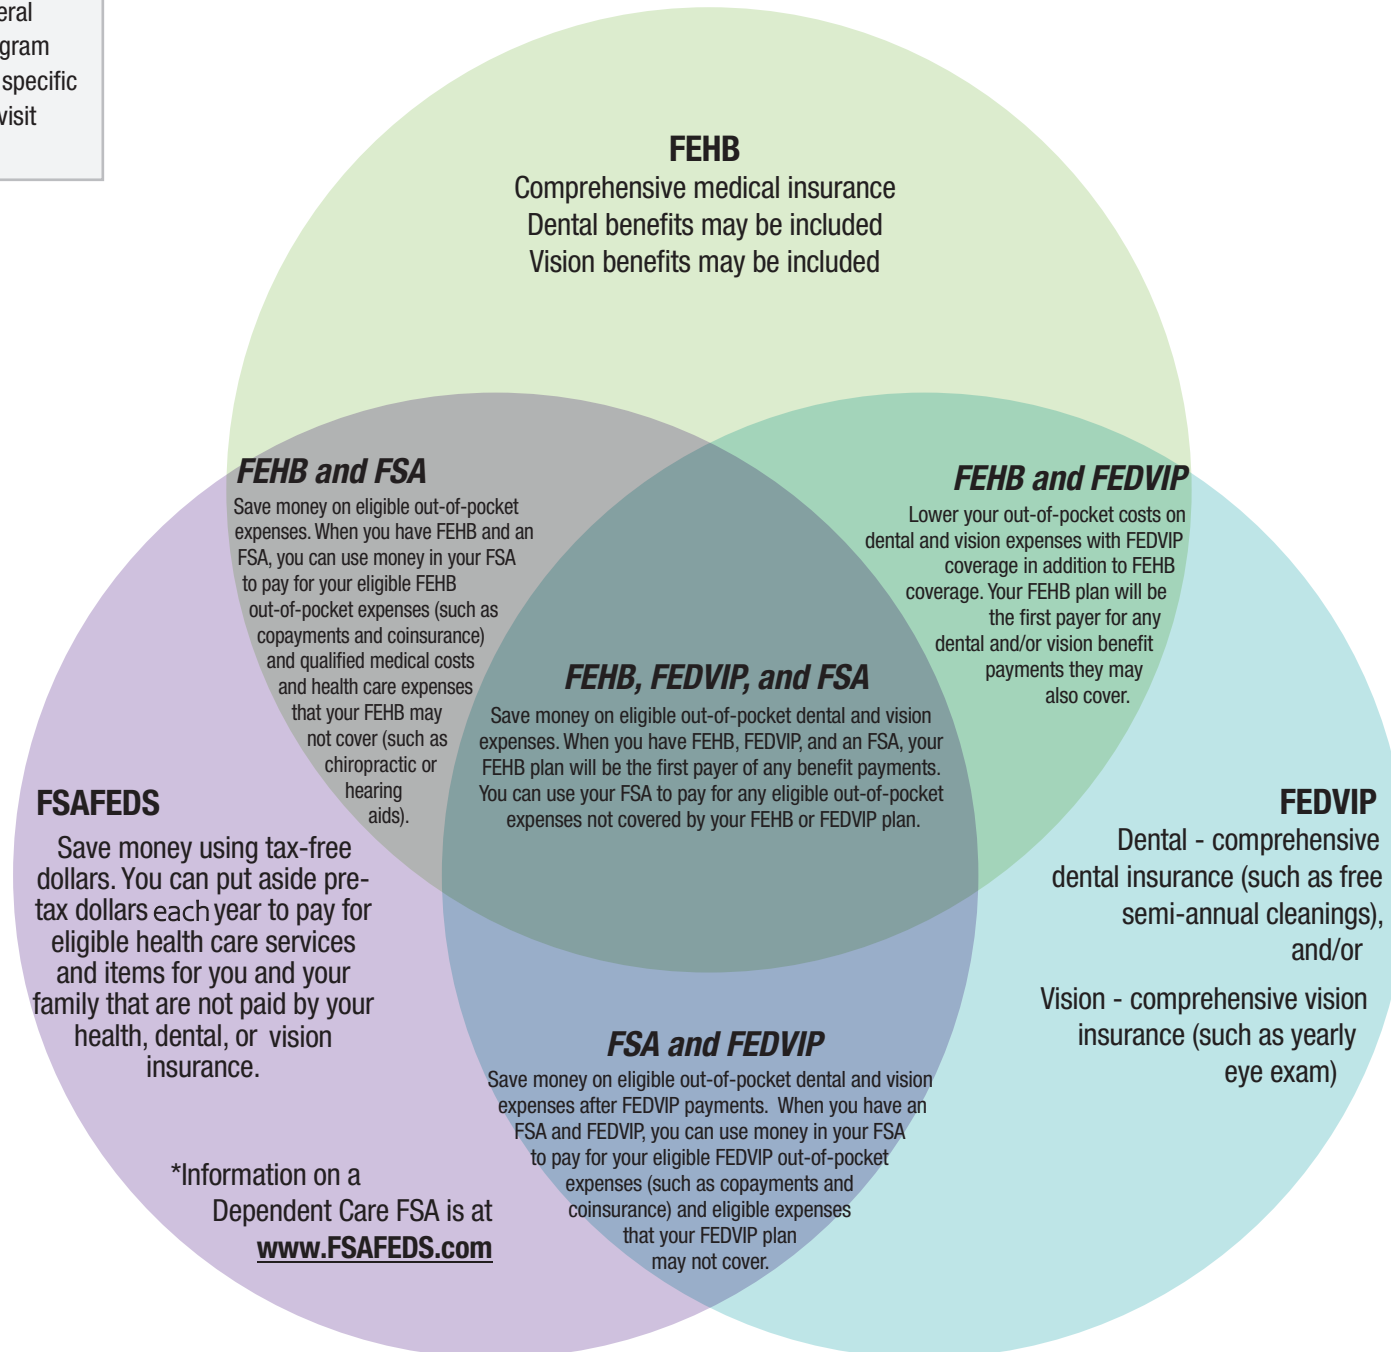 eral
gram
specific
visit
FEHB
Comprehensive medical insurance
Dental benefits may be included
Vision benefits may be included
FEHB and FSA
Save money on eligible out-of-pocket
expenses. When you have FEHB and an
FSA, you can use money in your FSA
to pay for your eligible FEHB
out-of-pocket expenses (such as
copayments and coinsurance)
and qualified medical costs
and health care expenses
that your FEHB may
not cover (such as
chiropractic or
hearing
aids).
FEHB and FEDVIP
Lower your out-of-pocket costs on
dental and vision expenses with FEDVIP
coverage in addition to FEHB
coverage. Your FEHB plan will be
the first payer for any
dental and/or vision benefit
payments they may
also cover.
FEHB, FEDVIP, and FSA
Save money on eligible out-of-pocket dental and vision
expenses. When you have FEHB, FEDVIP, and an FSA, your
FEHB plan will be the first payer of any benefit payments.
You can use your FSA to pay for any eligible out-of-pocket
expenses not covered by your FEHB or FEDVIP plan.
FSAFEDS
Save money using tax-free
dollars. You can put aside pre-
tax dollars each year to pay for
eligible health care services
and items for you and your
family that are not paid by your
health, dental, or vision
insurance.
*Information on a
Dependent Care FSA is at
www.FSAFEDS.com
FSA and FEDVIP
Save money on eligible out-of-pocket dental and vision
expenses after FEDVIP payments. When you have an
FSA and FEDVIP, you can use money in your FSA
to pay for your eligible FEDVIP out-of-pocket
expenses (such as copayments and
coinsurance) and eligible expenses
that your FEDVIP plan
may not cover.
FEDVIP
Dental - comprehensive
dental insurance (such as free
semi-annual cleanings),
and/or
Vision - comprehensive vision
insurance (such as yearly
eye exam)